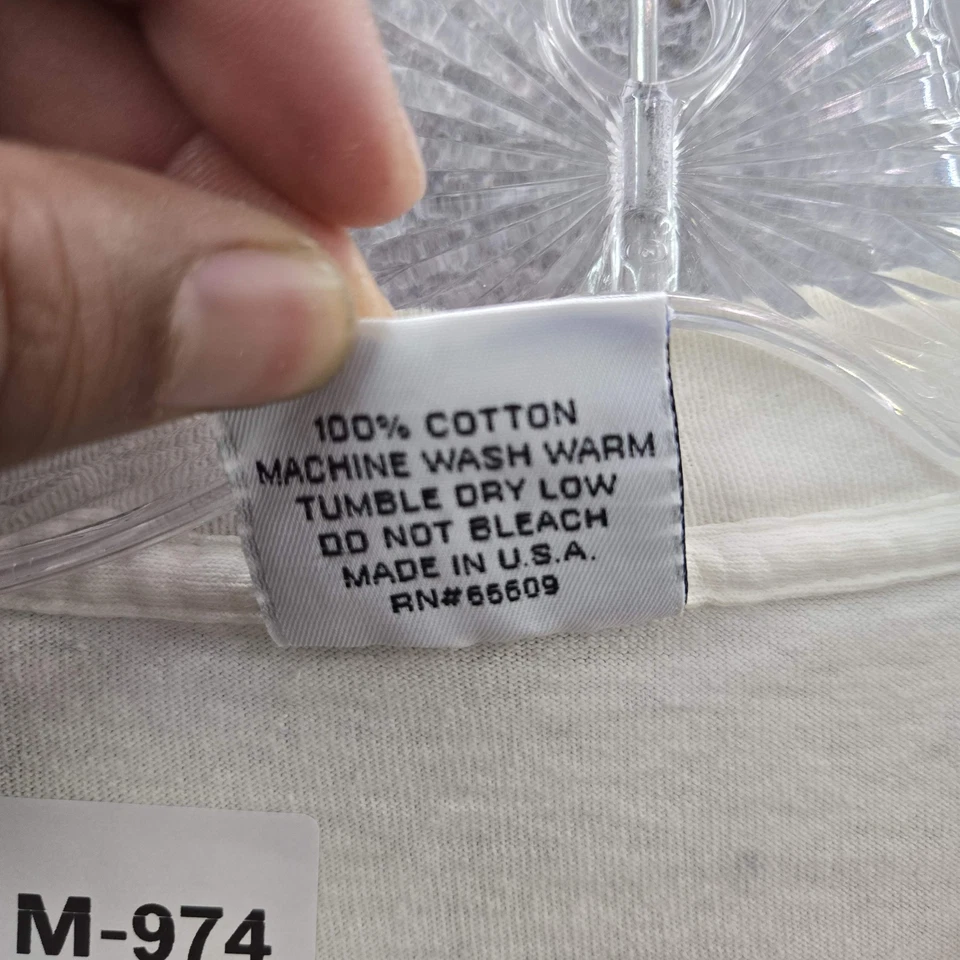 100% COTTON
MACHINE WASH WARM
TUMBLE DRY LOW
DO NOT BLEACH
MADE IN U.S.A.
RN#65609
M-974